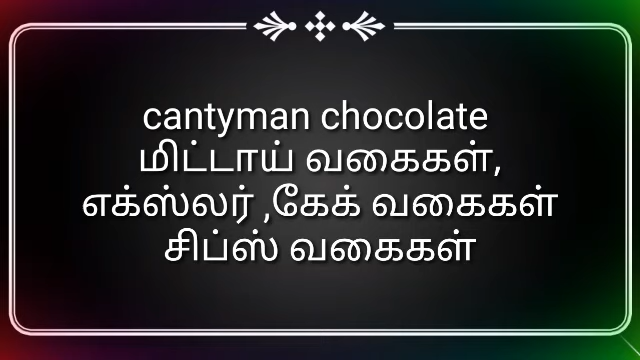 cantyman chocolate
மிட்டாய் வகைகள்,
எக்ஸ்லர் ,கேக் வகைகள்
சிப்ஸ் வகைகள்